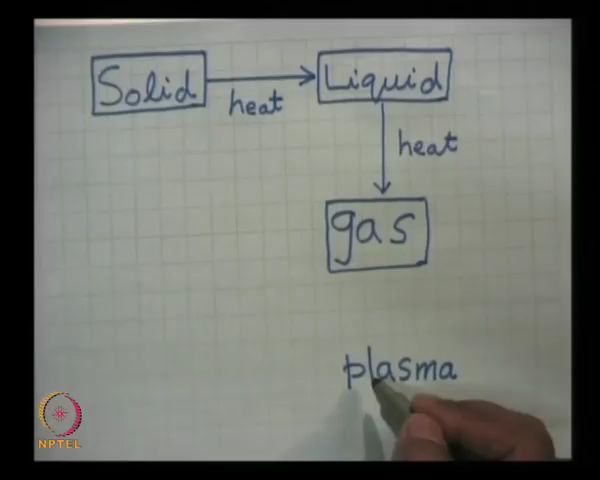 Solid
heat
Liquid
heat
gas
plasma
NPTEL